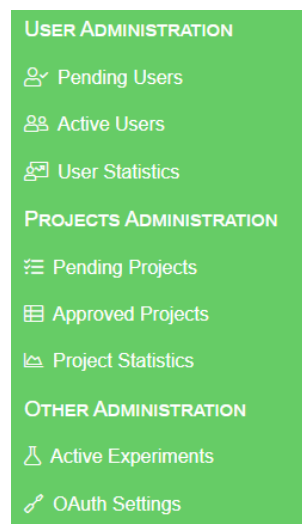 USER ADMINISTRATION
Pending Users
Active Users
User Statistics
PROJECTS ADMINISTRATION
Pending Projects
Approved Projects
Project Statistics
OTHER ADMINISTRATION
Active Experiments
OAuth Settings